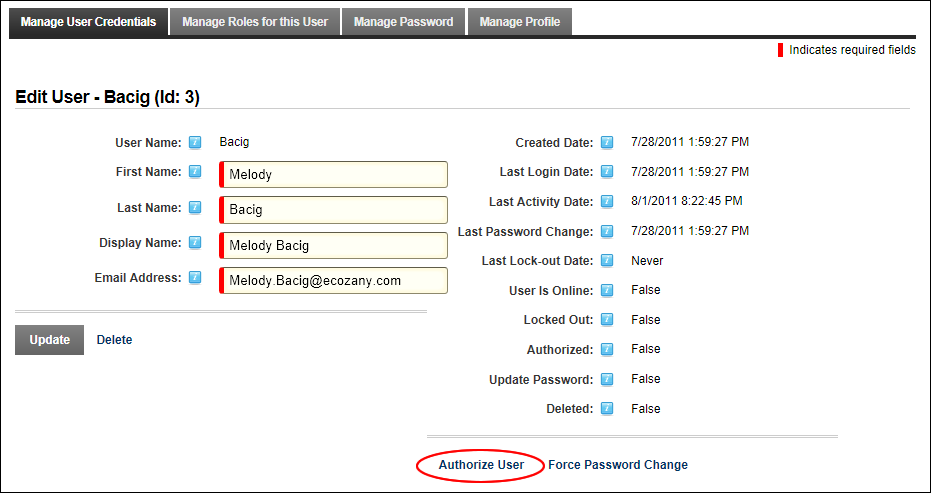 Manage User Credentials Manage Roles for this User Manage Password Manage Profile
Indicates required fields
Edit User - Bacig (Id: 3)
User Name: Bacig
First Name: Melody
Last Name: Bacig
Display Name: Melody Bacig
Email Address: Melody.Bacig@ecozany.com
Update Delete
Created Date: 7/28/2011 1:59:27 PM
Last Login Date: 7/28/2011 1:59:27 PM
Last Activity Date: 8/1/2011 8:22:45 PM
Last Password Change: 7/28/2011 1:59:27 PM
Last Lock-out Date: Never
User Is Online: False
Locked Out: False
Authorized: False
Update Password: False
Deleted: False
Authorize User Force Password Change